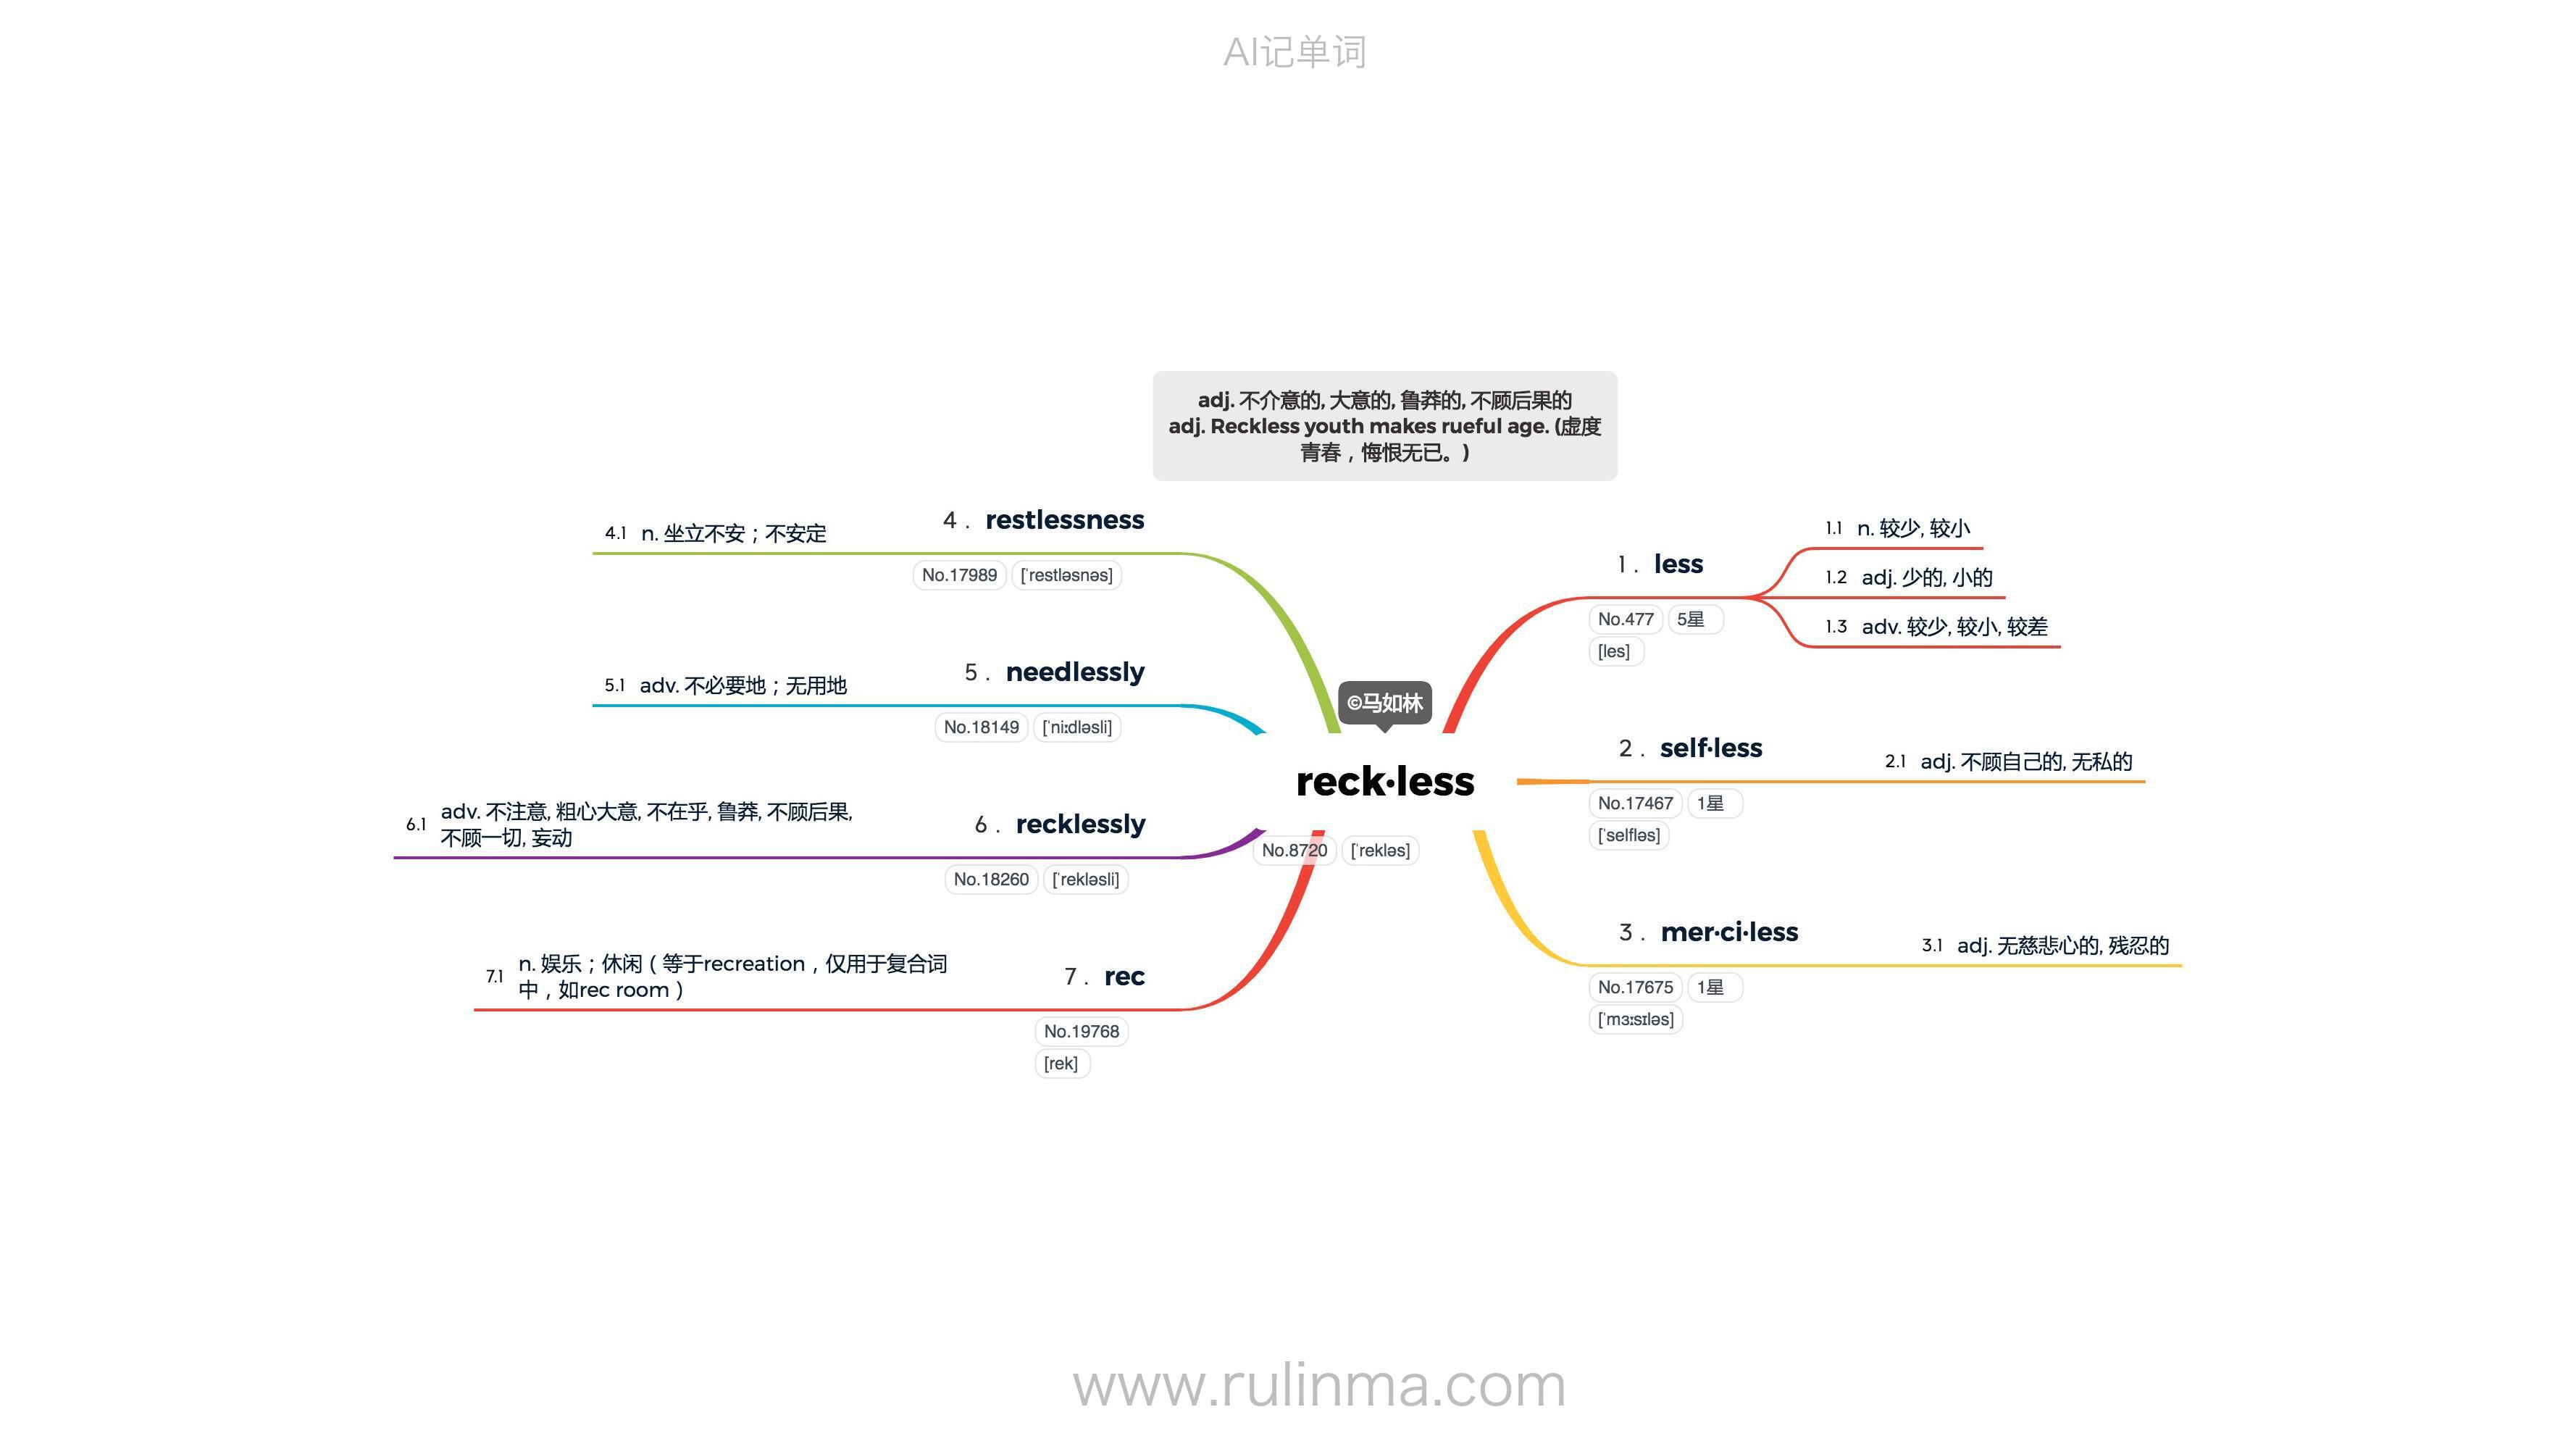 AI记单词
adj. 不介意的, 大意的, 鲁莽的, 不顾后果的
adj. Reckless youth makes rueful age. (虚度
青春，悔恨无已。)
©马如林
reck·less
No.8720 [ˈrekləs]
1 . less
No.477 5星
[les]
1.1 n. 较少, 较小
1.2 adj. 少的, 小的
1.3 adv. 较少, 较小, 较差
2 . self·less
No.17467 1星
[ˈselfləs]
2.1 adj. 不顾自己的, 无私的
3 . mer·ci·less
No.17675 1星
[ˈmɜːsɪləs]
3.1 adj. 无慈悲心的, 残忍的
4 . restlessness
No.17989 [ˈrestləsnəs]
4.1 n. 坐立不安；不安定
5 . needlessly
No.18149 [ˈniːdləsli]
5.1 adv. 不必要地；无用地
6 . recklessly
No.18260 [ˈrekləsli]
6.1 adv. 不注意, 粗心大意, 不在乎, 鲁莽, 不顾后果,
不顾一切, 妄动
7 . rec
No.19768
[rek]
7.1 n. 娱乐；休闲（等于recreation，仅用于复合词
中，如rec room）
www.rulinma.com